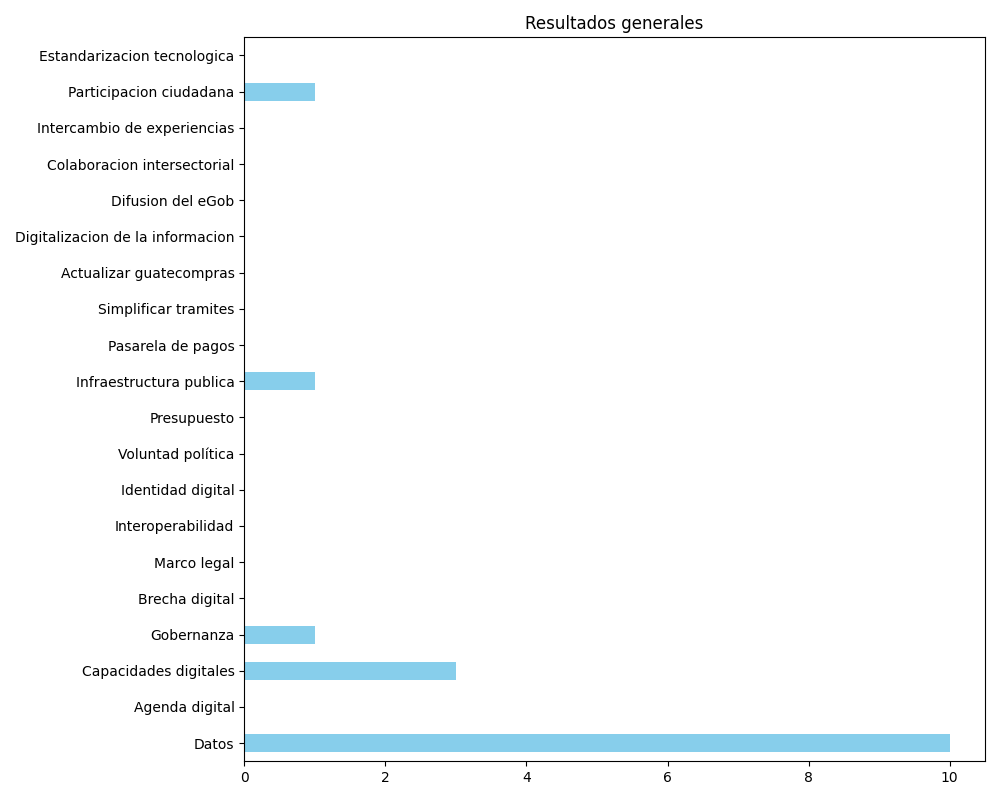 Resultados generales
Estandarizacion tecnologica
Participacion ciudadana
Intercambio de experiencias
Colaboracion intersectorial
Difusion del eGob
Digitalizacion de la informacion
Actualizar guatecompras
Simplificar tramites
Pasarela de pagos
Infraestructura publica
Presupuesto
Voluntad política
Identidad digital
Interoperabilidad
Marco legal
Brecha digital
Gobernanza
Capacidades digitales
Agenda digital
Datos
0 2 4 6 8 10